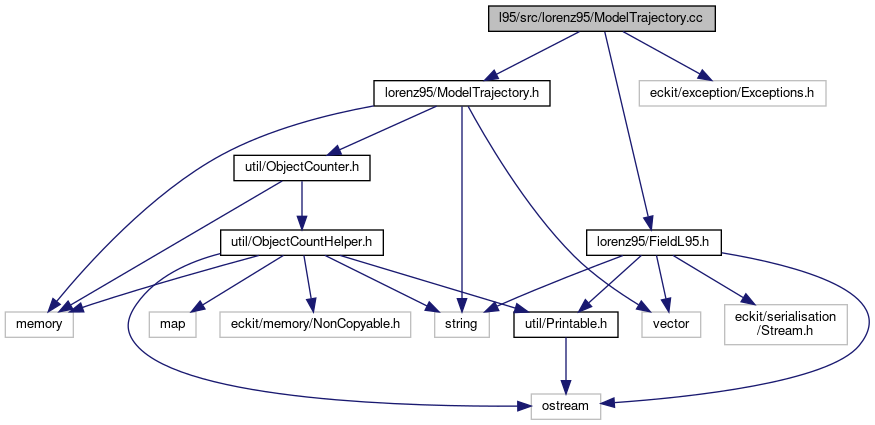 l95/src/lorenz95/ModelTrajectory.cc
lorenz95/ModelTrajectory.h
eckit/exception/Exceptions.h
util/ObjectCounter.h
util/ObjectCountHelper.h
lorenz95/FieldL95.h
memory
map
eckit/memory/NonCopyable.h
string
util/Printable.h
vector
eckit/serialisation
/Stream.h
ostream